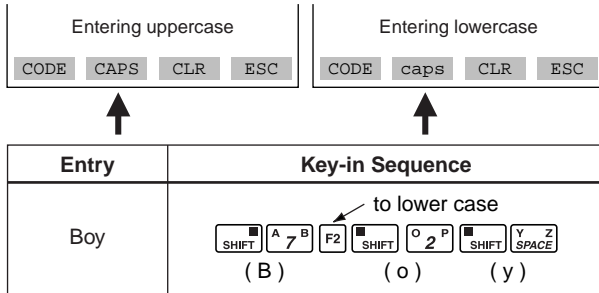 Entering uppercase
CODE CAPS CLR ESC
Entering lowercase
CODE caps CLR ESC
Entry Key-in Sequence
to lower case
Boy SHIFT A 7 B F2 SHIFT O 2 P SHIFT Y Z SPACE
( B ) ( o ) ( y )